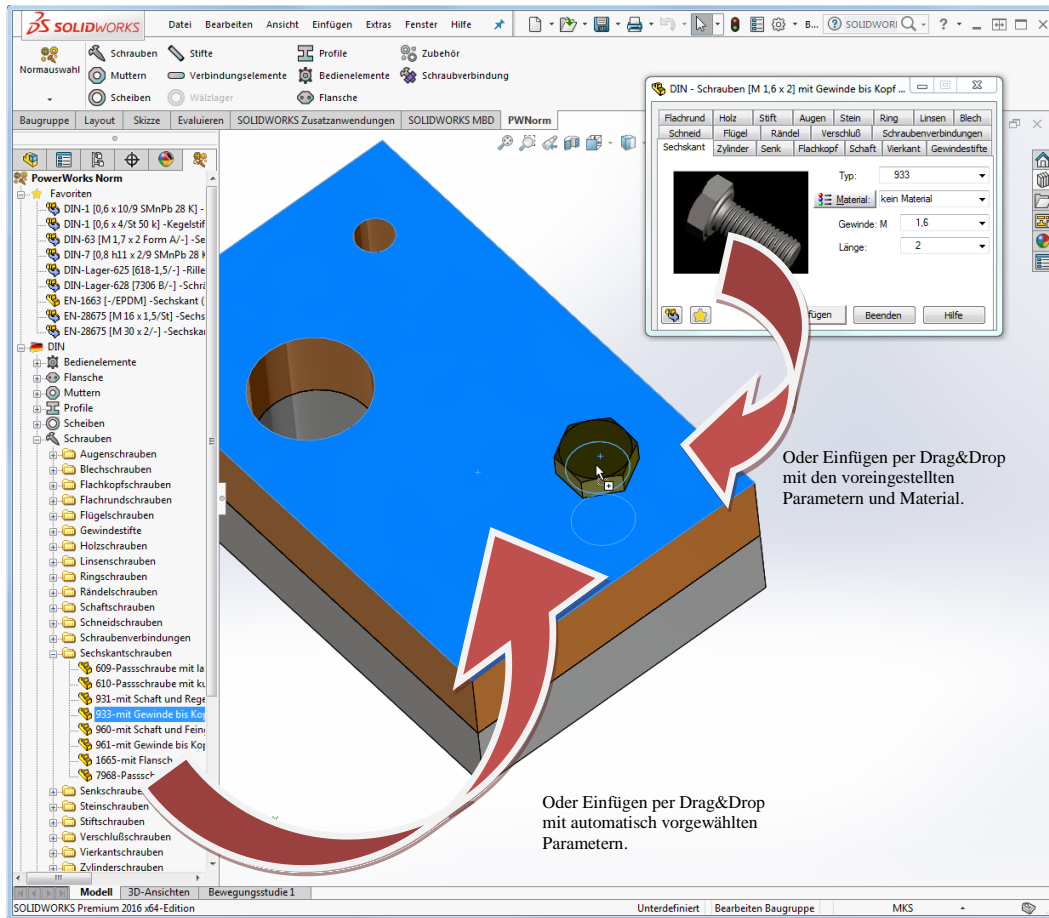 SOLIDWORKS Datei Bearbeiten Ansicht Einfügen Extras Fenster Hilfe B... SOLIDWORI ?
Normauswahl
Schrauben Stifte Profile Zubehör
Muttern Verbindungselemente Bedienelemente Schraubverbindung
Scheiben Wälzlager Flansche
Baugruppe Layout Skizze Evaluieren SOLIDWORKS Zusatzanwendungen SOLIDWORKS MBD PWNorm
PowerWorks Norm
Favoriten
DIN-1 [0,6 x 10/9 SMnPb 28 K] -
DIN-1 [0,6 x 4/St 50 k] -Kegelstif
DIN-63 [M 1,7 x 2 Form A/-] -Se
DIN-7 [0,8 h11 x 2/9 SMnPb 28 K
DIN-Lager-625 [618-1,5/-] -Rille
DIN-Lager-628 [7306 B/-] -Schrä
EN-1663 [-/EPDM] -Sechskant (
EN-28675 [M 16 x 1,5/St] -Sechs
EN-28675 [M 30 x 2/-] -Sechskan
DIN
Bedienelemente
Flansche
Muttern
Profile
Scheiben
Schrauben
Augenschrauben
Blechschrauben
Flachkopfschrauben
Flachrundschrauben
Flügelschrauben
Gewindestifte
Holzschrauben
Linsenschrauben
Ringschrauben
Rändelschrauben
Schaftschrauben
Schneidschrauben
Schraubenverbindungen
Sechskantschrauben
609-Passschraube mit la
610-Passschraube mit ku
931-mit Schaft und Rege
933-mit Gewinde bis Kop
960-mit Schaft und Fein
961-mit Gewinde bis Kop
1665-mit Flansch
7968-Passsch
Senkschrauben
Steinschrauben
Stiftschrauben
Verschlußschrauben
Vierkantschrauben
Zylinderschrauben
DIN - Schrauben [M 1,6 x 2] mit Gewinde bis Kopf ...
Flachrund Holz Stift Augen Stein Ring Linsen Blech
Schneid Flügel Rändel Verschluß Schraubenverbindungen
Sechskant Zylinder Senk Flachkopf Schaft Vierkant Gewindestifte
Typ: 933
Material: kein Material
Gewinde: M 1,6
Länge: 2
fügen Beenden Hilfe
Oder Einfügen per Drag&Drop
mit den voreingestellten
Parametern und Material.
Oder Einfügen per Drag&Drop
mit automatisch vorgewählten
Parametern.
Modell 3D-Ansichten Bewegungsstudie 1
SOLIDWORKS Premium 2016 x64-Edition Unterdefiniert Bearbeiten Baugruppe MKS